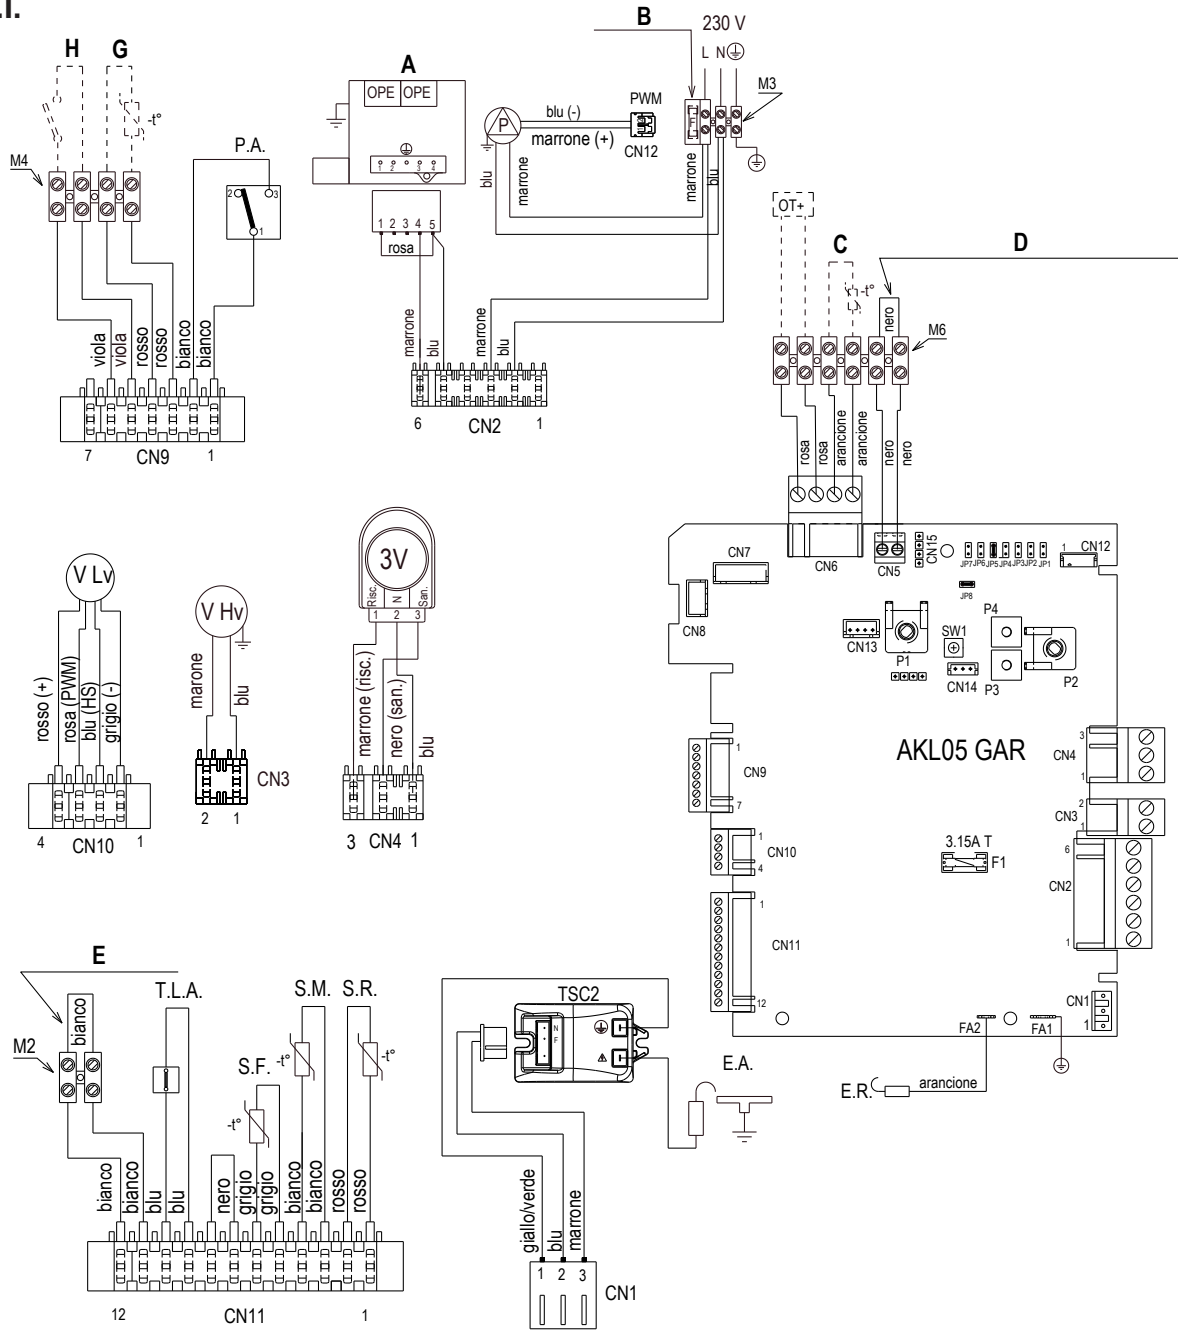 .I.
H G
-t°
P.A.
M4
2 3
1
viola
viola
rosso
rosso
bianco
bianco
7 CN9 1
A
OPE OPE
1 2 3 4
1 2 3 4 5
rosa
marrone
blu
marrone
blu
6 CN2 1
P
blu (-)
marrone (+)
PWM
CN12
blu
marrone
B
230 V
L N
F
M3
marrone
blu
OT+
C
-t°
D
nero
M6
rosa
rosa
arancione
arancione
nero
nero
V Lv
rosso (+)
rosa (PWM)
blu (HS)
grigio (-)
4 CN10 1
V Hv
marone
blu
CN3
2 1
3V
Risc.
N
San.
1 2 3
marrone (risc.)
nero (san.)
blu
3 CN4 1
CN7
CN8
CN6
CN5
CN15
JP7 JP6 JP5 JP4 JP3 JP2 JP1
1 CN12
JP8
CN13
P1
SW1
CN14
P4
P3
P2
AKL05 GAR
1
CN9
7
1
CN10
4
1
CN11
12
3
CN4
1
2
CN3
1
6
CN2
1
3.15A T
F1
CN1
1
FA2 FA1
E.R.
arancione
E
bianco
M2
T.L.A.
S.F.
-t°
S.M.
-t°
S.R.
-t°
bianco
bianco
blu
blu
nero
grigio
grigio
bianco
bianco
rosso
rosso
12 CN11 1
TSC2
N
F
E.A.
giallo/verde
blu
marrone
1 2 3
CN1